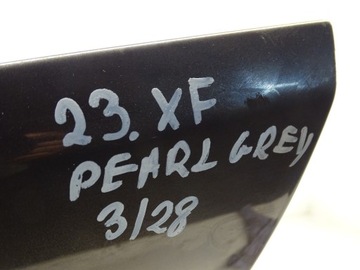 23. XF
PEARL GREY
3/28